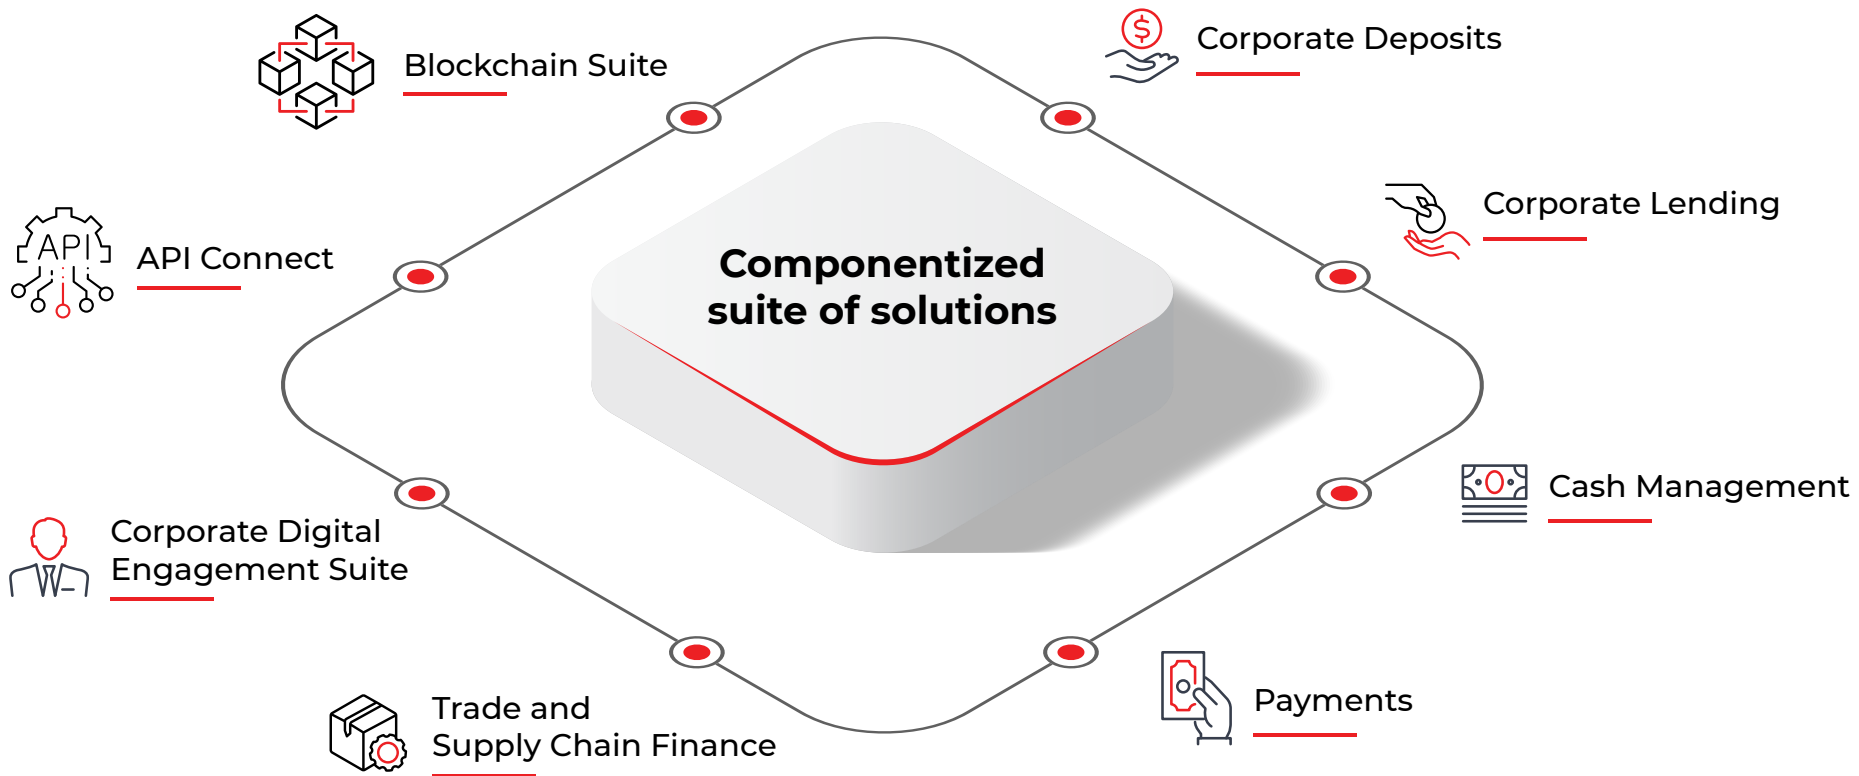 Blockchain Suite
Corporate Deposits
API
API Connect
Corporate Lending
Componentized
suite of solutions
Corporate Digital
Engagement Suite
Cash Management
Trade and
Supply Chain Finance
Payments